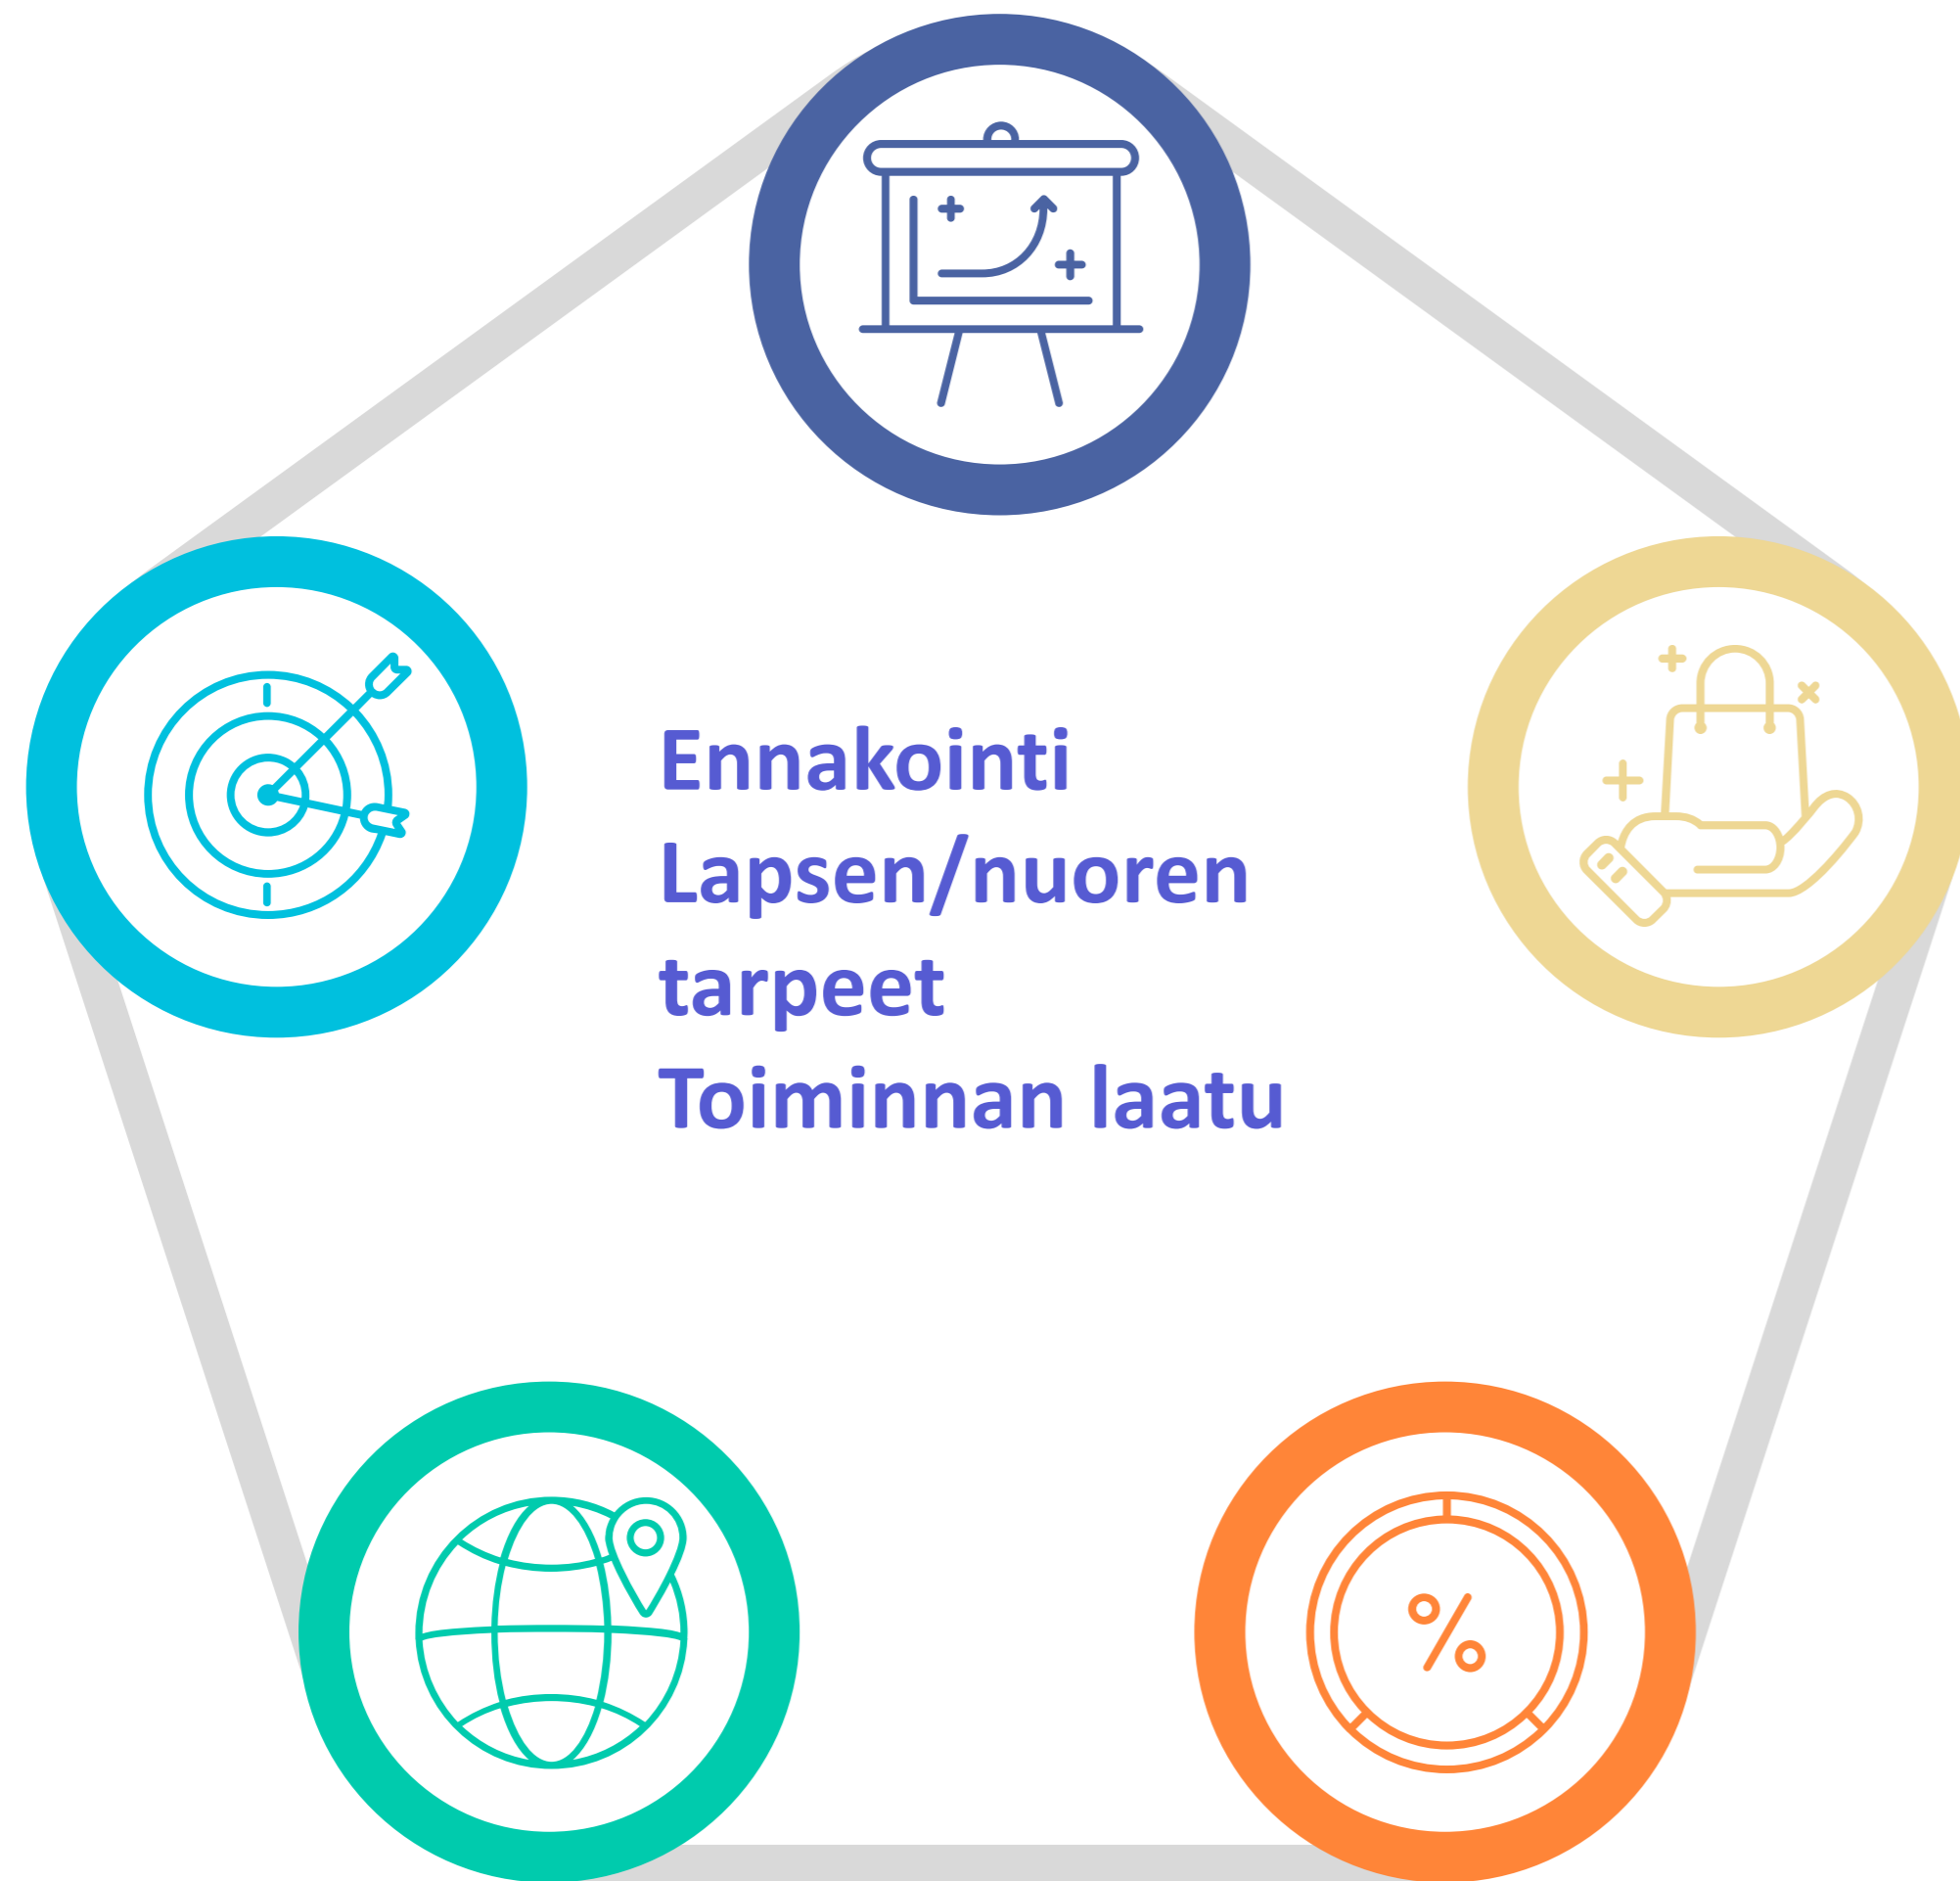 Ennakointi
Lapsen/nuoren
tarpeet
Toiminnan laatu
%